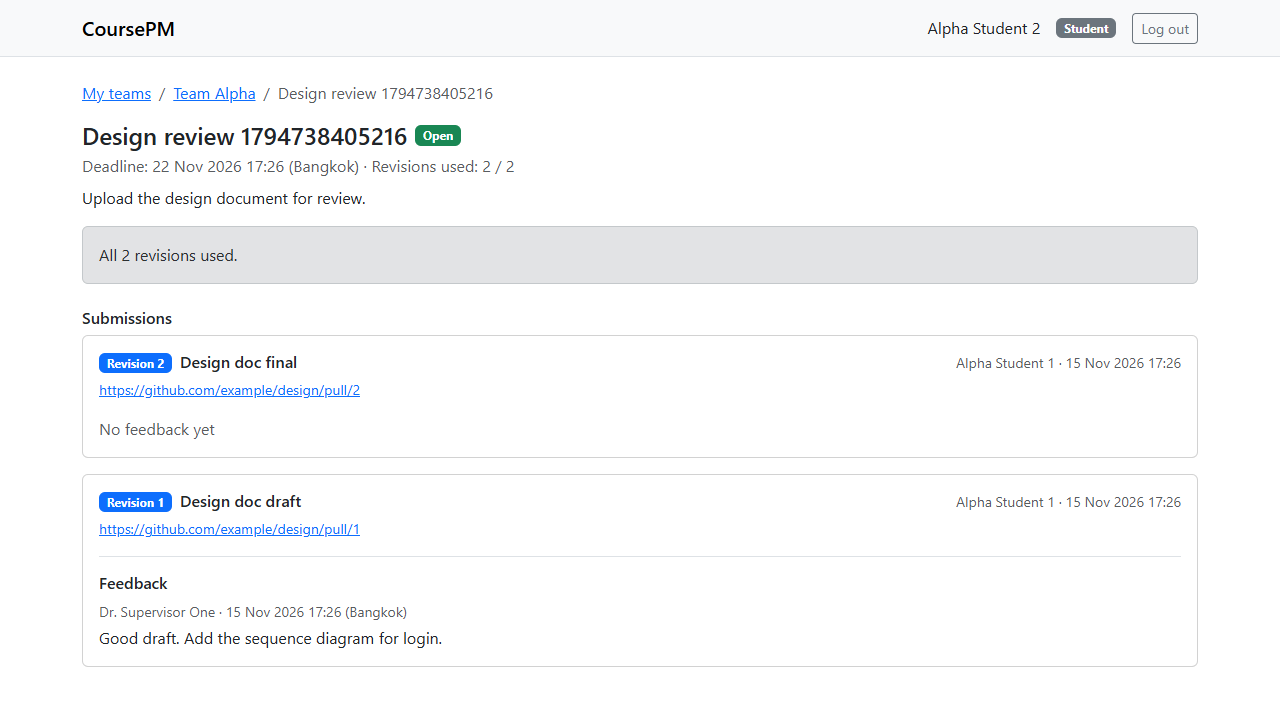 CoursePM
Alpha Student 2 Student Log out
My teams / Team Alpha / Design review 1794738405216
Design review 1794738405216 Open
Deadline: 22 Nov 2026 17:26 (Bangkok) · Revisions used: 2 / 2
Upload the design document for review.
All 2 revisions used.
Submissions
Revision 2 Design doc final Alpha Student 1 · 15 Nov 2026 17:26
https://github.com/example/design/pull/2
No feedback yet
Revision 1 Design doc draft Alpha Student 1 · 15 Nov 2026 17:26
https://github.com/example/design/pull/1
Feedback
Dr. Supervisor One · 15 Nov 2026 17:26 (Bangkok)
Good draft. Add the sequence diagram for login.